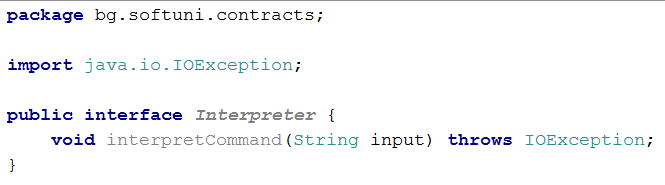 package bg.softuni.contracts;
import java.io.IOException;
public interface Interpreter {
void interpretCommand(String input) throws IOException;
}